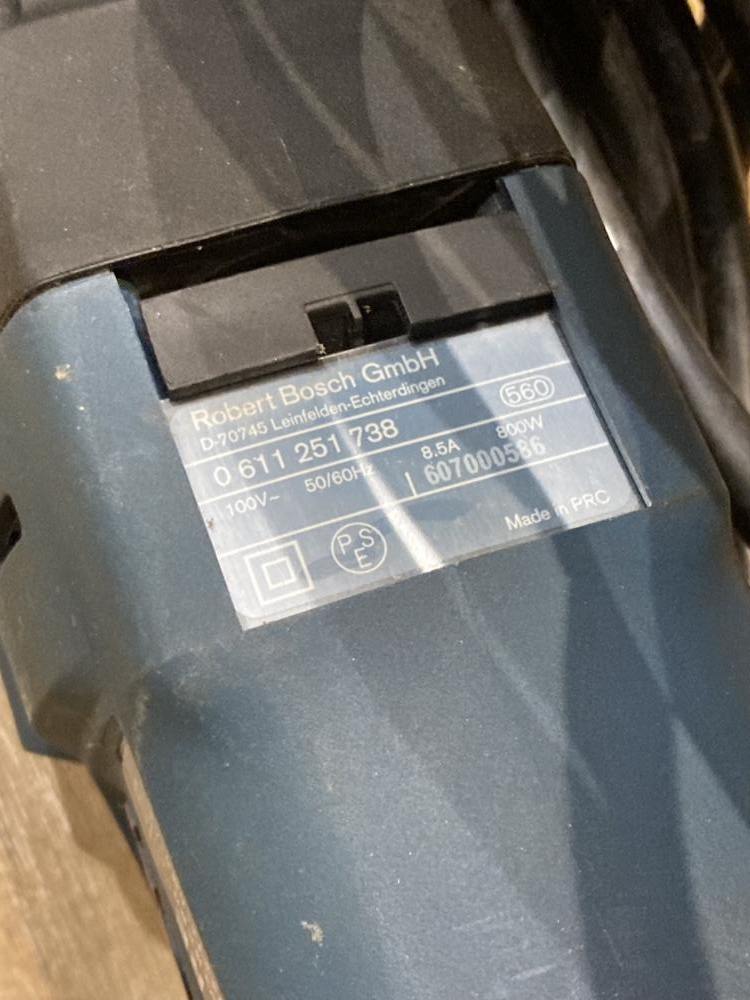 Robert Bosch GmbH
D-70745 Leinfelden-Echterdingen
560
0 611 251 738
100V~ 50/60Hz 8.5A 800W
607000586
PSE
Made in PRC